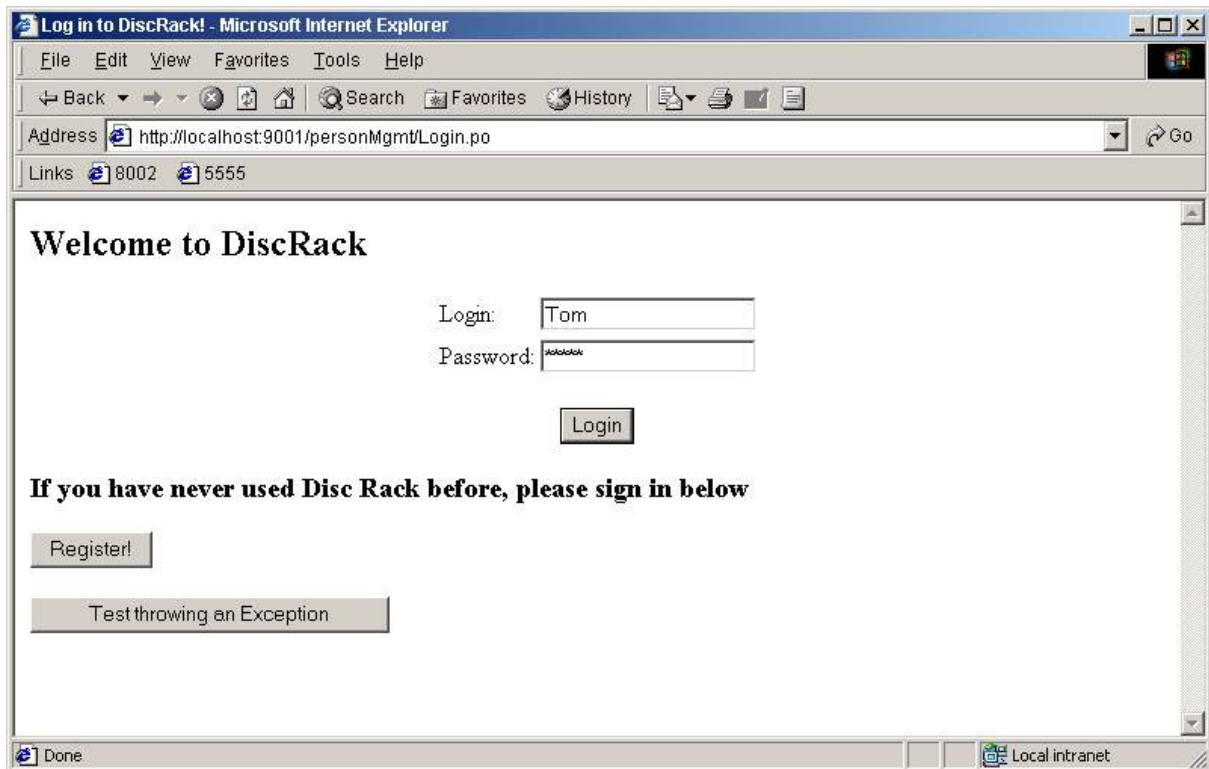 Log in to DiscRack! - Microsoft Internet Explorer
File Edit View Favorites Tools Help
Back Search Favorites History
Address http://localhost:9001/personMgmt/Login.po Go
Links 8002 5555
Welcome to DiscRack
Login: Tom
Password: ******
Login
If you have never used Disc Rack before, please sign in below
Register!
Test throwing an Exception
Done Local intranet